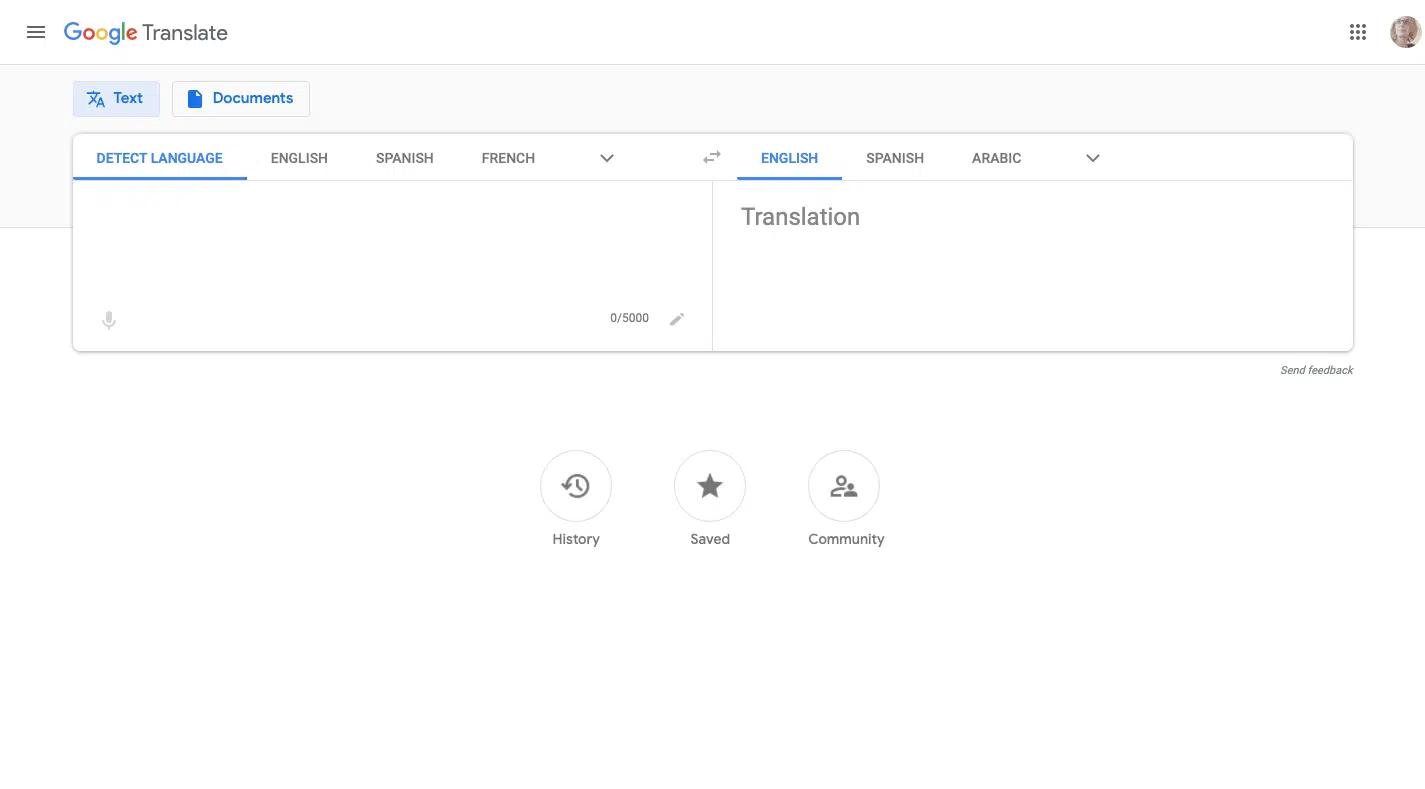 Google Translate
Text Documents
DETECT LANGUAGE ENGLISH SPANISH FRENCH ENGLISH SPANISH ARABIC
Translation
0/5000
Send feedback
History Saved Community